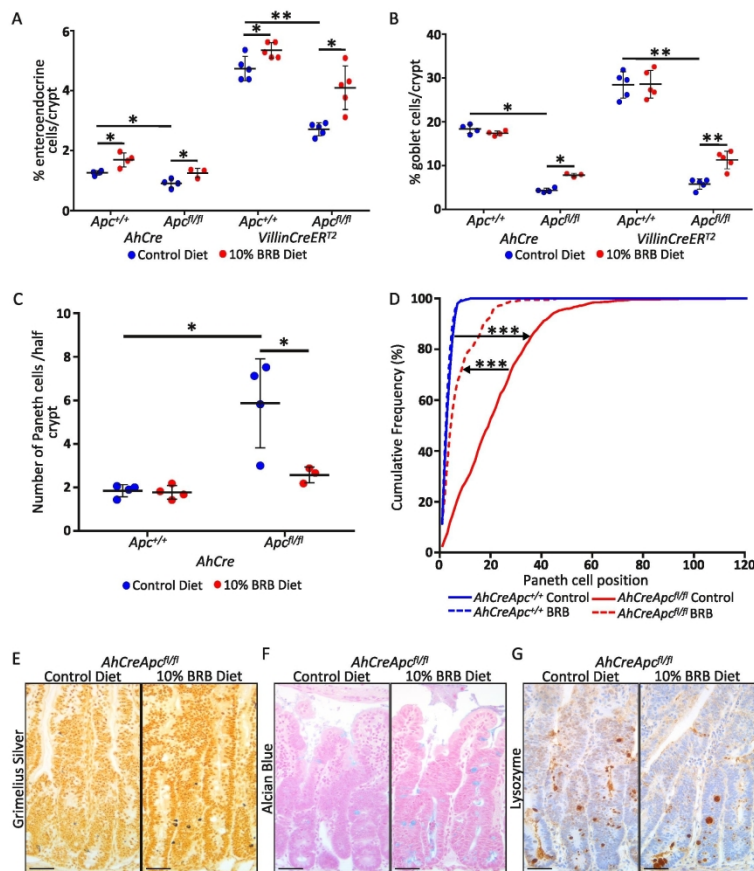 A
% enteroendocrine
cells/crypt
6
4
2
0
*
*
*
**
*
*
Apc+/+ Apcfl/fl Apc+/+ Apcfl/fl
AhCre VillinCreERT2
Control Diet 10% BRB Diet
B
% goblet cells/crypt
40
30
20
10
0
*
*
**
**
Apc+/+ Apcfl/fl Apc+/+ Apcfl/fl
AhCre VillinCreERT2
Control Diet 10% BRB Diet
C
Number of Paneth cells /half
crypt
10
8
6
4
2
0
*
*
Apc+/+ Apcfl/fl
AhCre
Control Diet 10% BRB Diet
D
Cumulative Frequency (%)
100
80
60
40
20
0
***
***
0 20 40 60 80 100 120
Paneth cell position
AhCreApc+/+ Control AhCreApcfl/fl Control
AhCreApc+/+ BRB AhCreApcfl/fl BRB
E
AhCreApcfl/fl
Control Diet 10% BRB Diet
Grimelius Silver
F
AhCreApcfl/fl
Control Diet 10% BRB Diet
Alcian Blue
G
AhCreApcfl/fl
Control Diet 10% BRB Diet
Lysozyme